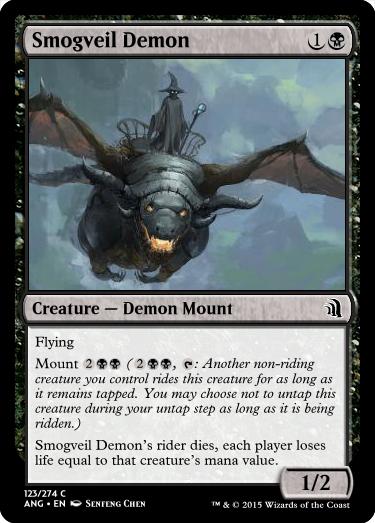 Smogveil Demon 1
Creature — Demon Mount
Flying
Mount 2 ( 2 , : Another non-riding
creature you control rides this creature for as long as
it remains tapped. You may choose not to untap this
creature during your untap step as long as it is being
ridden.)
Smogveil Demon's rider dies, each player loses
life equal to that creature's mana value.
1/2
123/274 C
ANG • EN Senfeng Chen
™ & © 2015 Wizards of the Coast